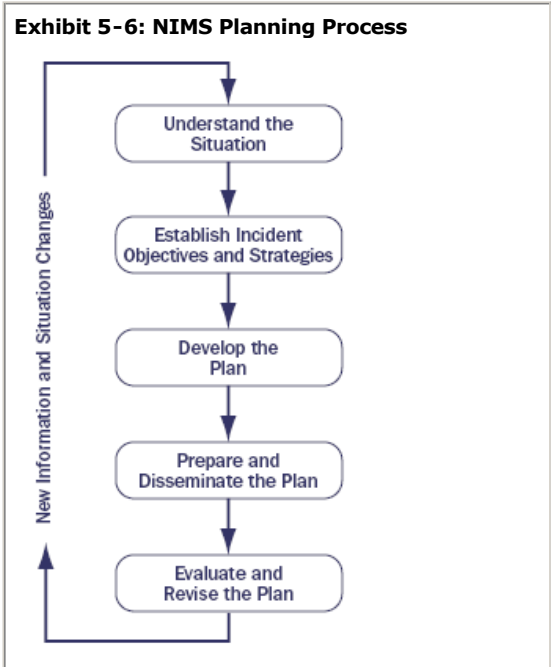 Exhibit 5-6: NIMS Planning Process
Understand the
Situation
Establish Incident
Objectives and Strategies
Develop the
Plan
Prepare and
Disseminate the Plan
Evaluate and
Revise the Plan
New Information and Situation Changes